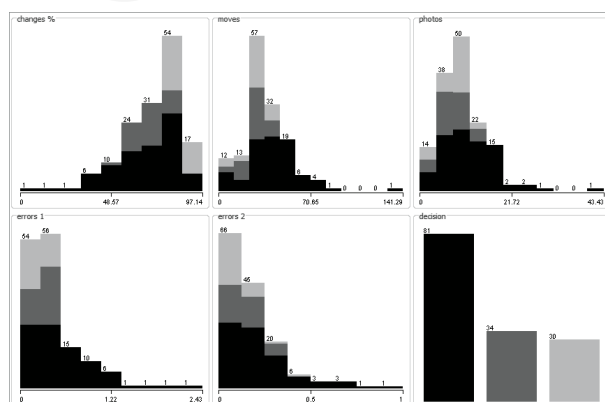 changes %
54
31
24
17
10
6
1 1 1
0 48.57 97.14
moves
57
32
19
12 13
6
4
1 0 0 0 1
0 70.65 141.29
photos
50
38
22
14
15
2 2 1 0 0 1
0 21.72 43.43
errors 1
54 56
15
10
6
1 1 1 1
0 1.22 2.43
errors 2
66
45
20
6
3 3 1 1
0 0.5 1
decision
81
34
30